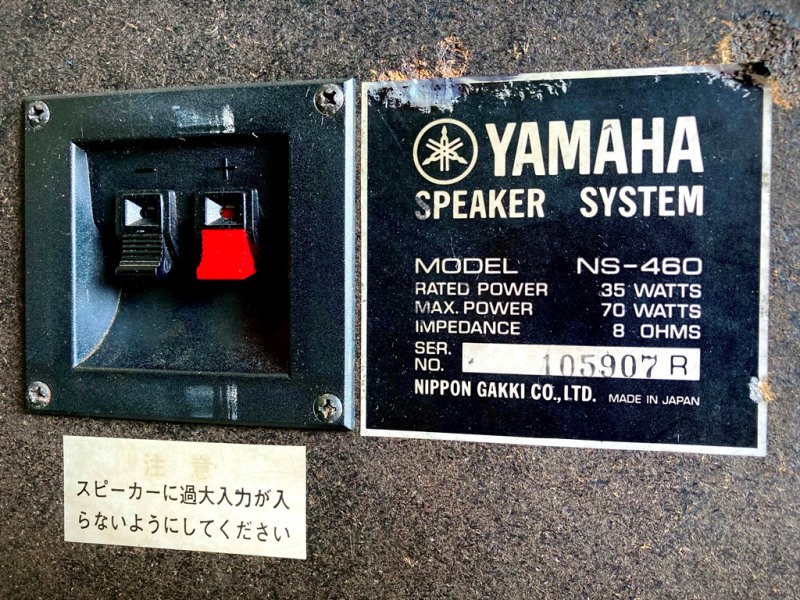 - +
YAMAHA
SPEAKER SYSTEM
MODEL NS-460
RATED POWER 35 WATTS
MAX. POWER 70 WATTS
IMPEDANCE 8 OHMS
SER.
NO. 105907 R
NIPPON GAKKI CO.,LTD. MADE IN JAPAN
注意
スピーカーに過大入力が入
らないようにしてください